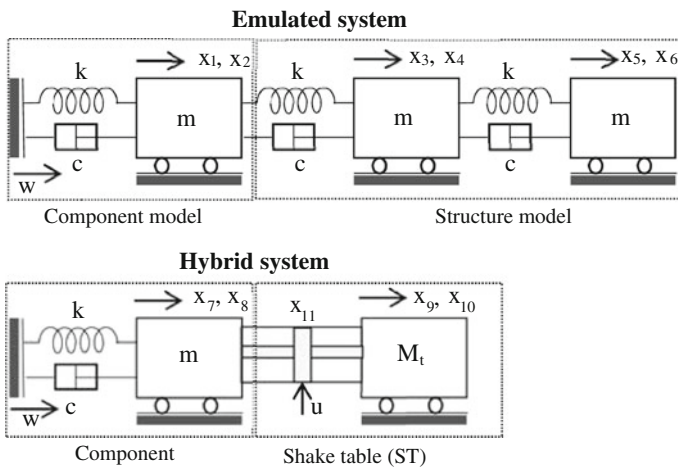 Emulated system
k x₁, x₂ k x₃, x₄ k x₅, x₆
m m m
c c c
w
Component model Structure model
Hybrid system
k x₇, x₈ x₁₁ x₉, x₁₀
m Mₜ
w c u
Component Shake table (ST)